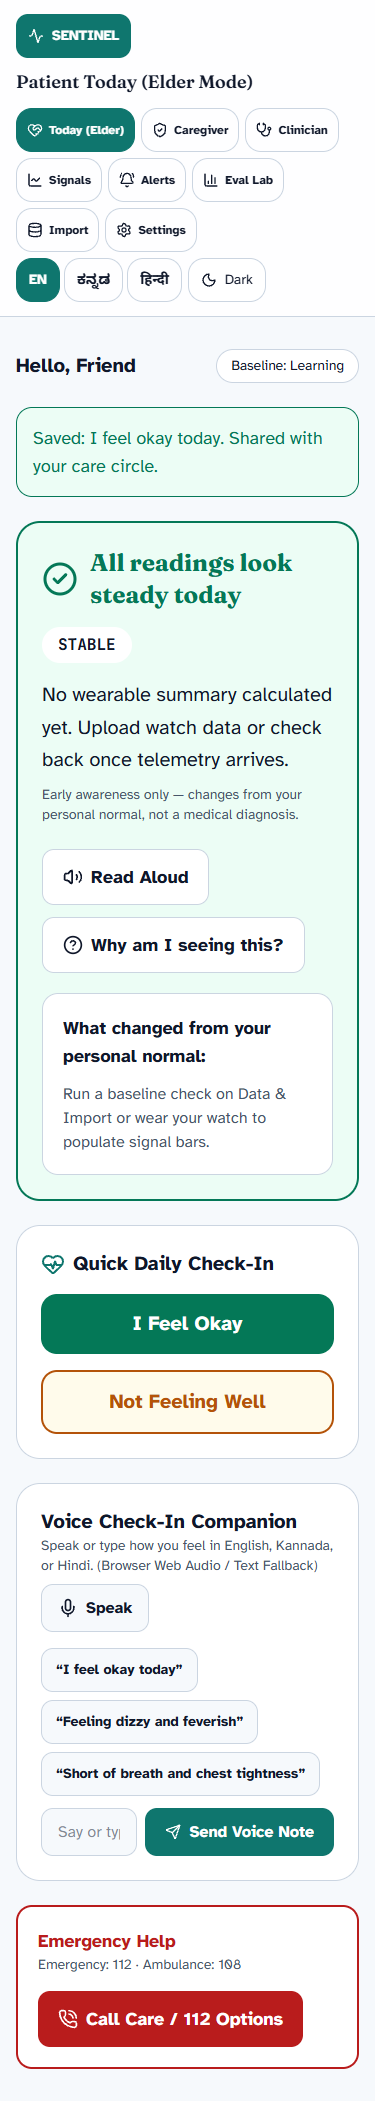 SENTINEL
Patient Today (Elder Mode)
Today (Elder)
Caregiver
Clinician
Signals
Alerts
Eval Lab
Import
Settings
EN
ಕನ್ನಡ
हिन्दी
Dark
Hello, Friend
Baseline: Learning
Saved: I feel okay today. Shared with
your care circle.
All readings look
steady today
STABLE
No wearable summary calculated
yet. Upload watch data or check
back once telemetry arrives.
Early awareness only — changes from your
personal normal, not a medical diagnosis.
Read Aloud
Why am I seeing this?
What changed from your
personal normal:
Run a baseline check on Data &
Import or wear your watch to
populate signal bars.
Quick Daily Check-In
I Feel Okay
Not Feeling Well
Voice Check-In Companion
Speak or type how you feel in English, Kannada,
or Hindi. (Browser Web Audio / Text Fallback)
Speak
“I feel okay today”
“Feeling dizzy and feverish”
“Short of breath and chest tightness”
Say or ty
Send Voice Note
Emergency Help
Emergency: 112 · Ambulance: 108
Call Care / 112 Options